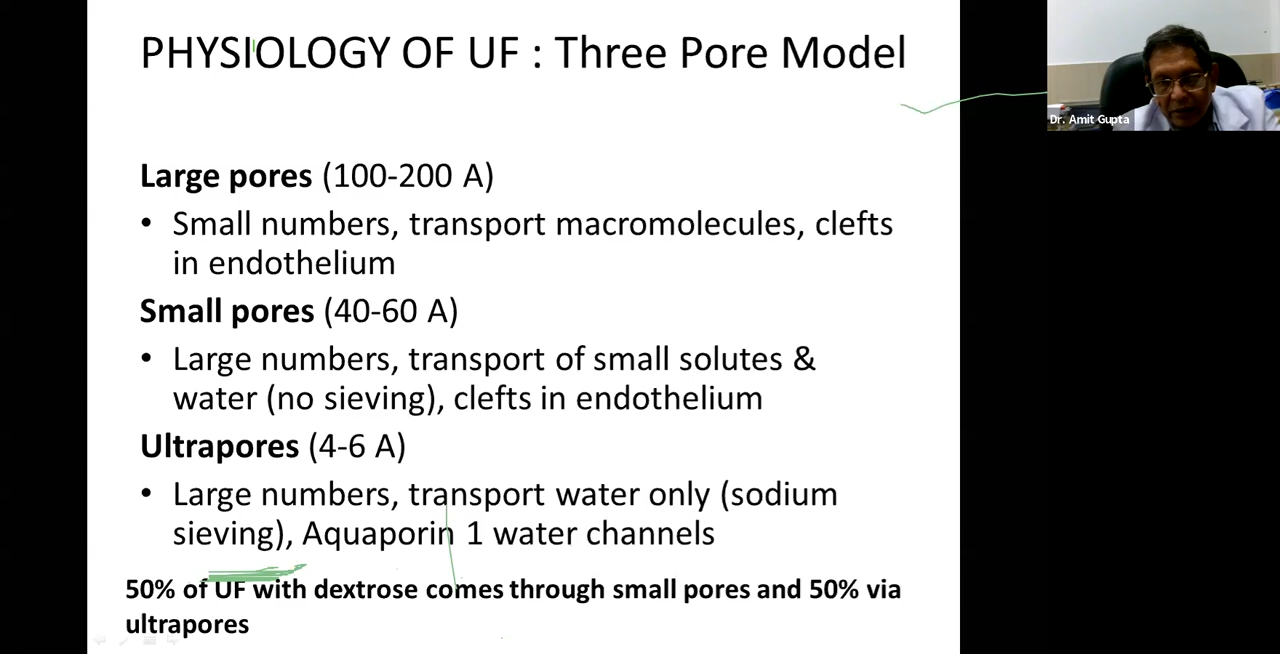 PHYSIOLOGY OF UF : Three Pore Model
Dr. Amit Gupta
Large pores (100-200 A)
• Small numbers, transport macromolecules, clefts
in endothelium
Small pores (40-60 A)
• Large numbers, transport of small solutes &
water (no sieving), clefts in endothelium
Ultrapores (4-6 A)
• Large numbers, transport water only (sodium
sieving), Aquaporin 1 water channels
50% of UF with dextrose comes through small pores and 50% via
ultrapores